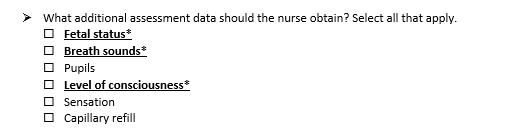 ➢ What additional assessment data should the nurse obtain? Select all that apply.
☐ Fetal status*
☐ Breath sounds*
☐ Pupils
☐ Level of consciousness*
☐ Sensation
☐ Capillary refill